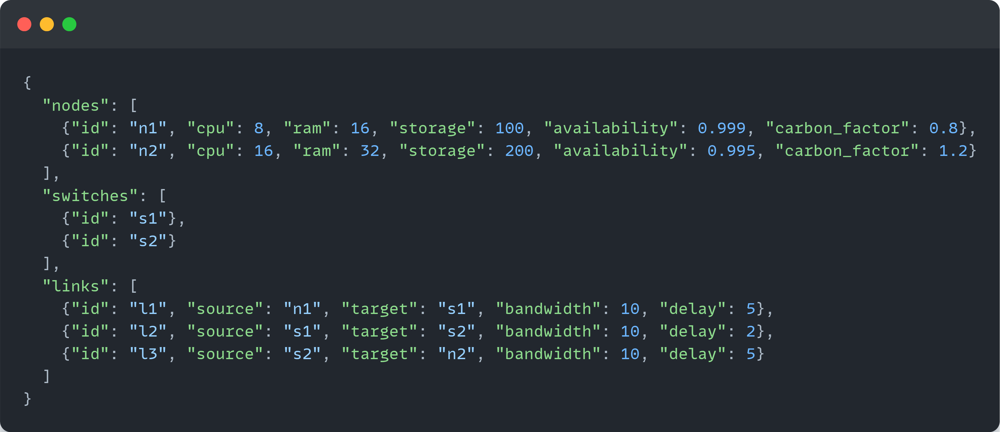 {
  "nodes": [
    {"id": "n1", "cpu": 8, "ram": 16, "storage": 100, "availability": 0.999, "carbon_factor": 0.8},
    {"id": "n2", "cpu": 16, "ram": 32, "storage": 200, "availability": 0.995, "carbon_factor": 1.2}
  ],
  "switches": [
    {"id": "s1"},
    {"id": "s2"}
  ],
  "links": [
    {"id": "l1", "source": "n1", "target": "s1", "bandwidth": 10, "delay": 5},
    {"id": "l2", "source": "s1", "target": "s2", "bandwidth": 10, "delay": 2},
    {"id": "l3", "source": "s2", "target": "n2", "bandwidth": 10, "delay": 5}
  ]
}